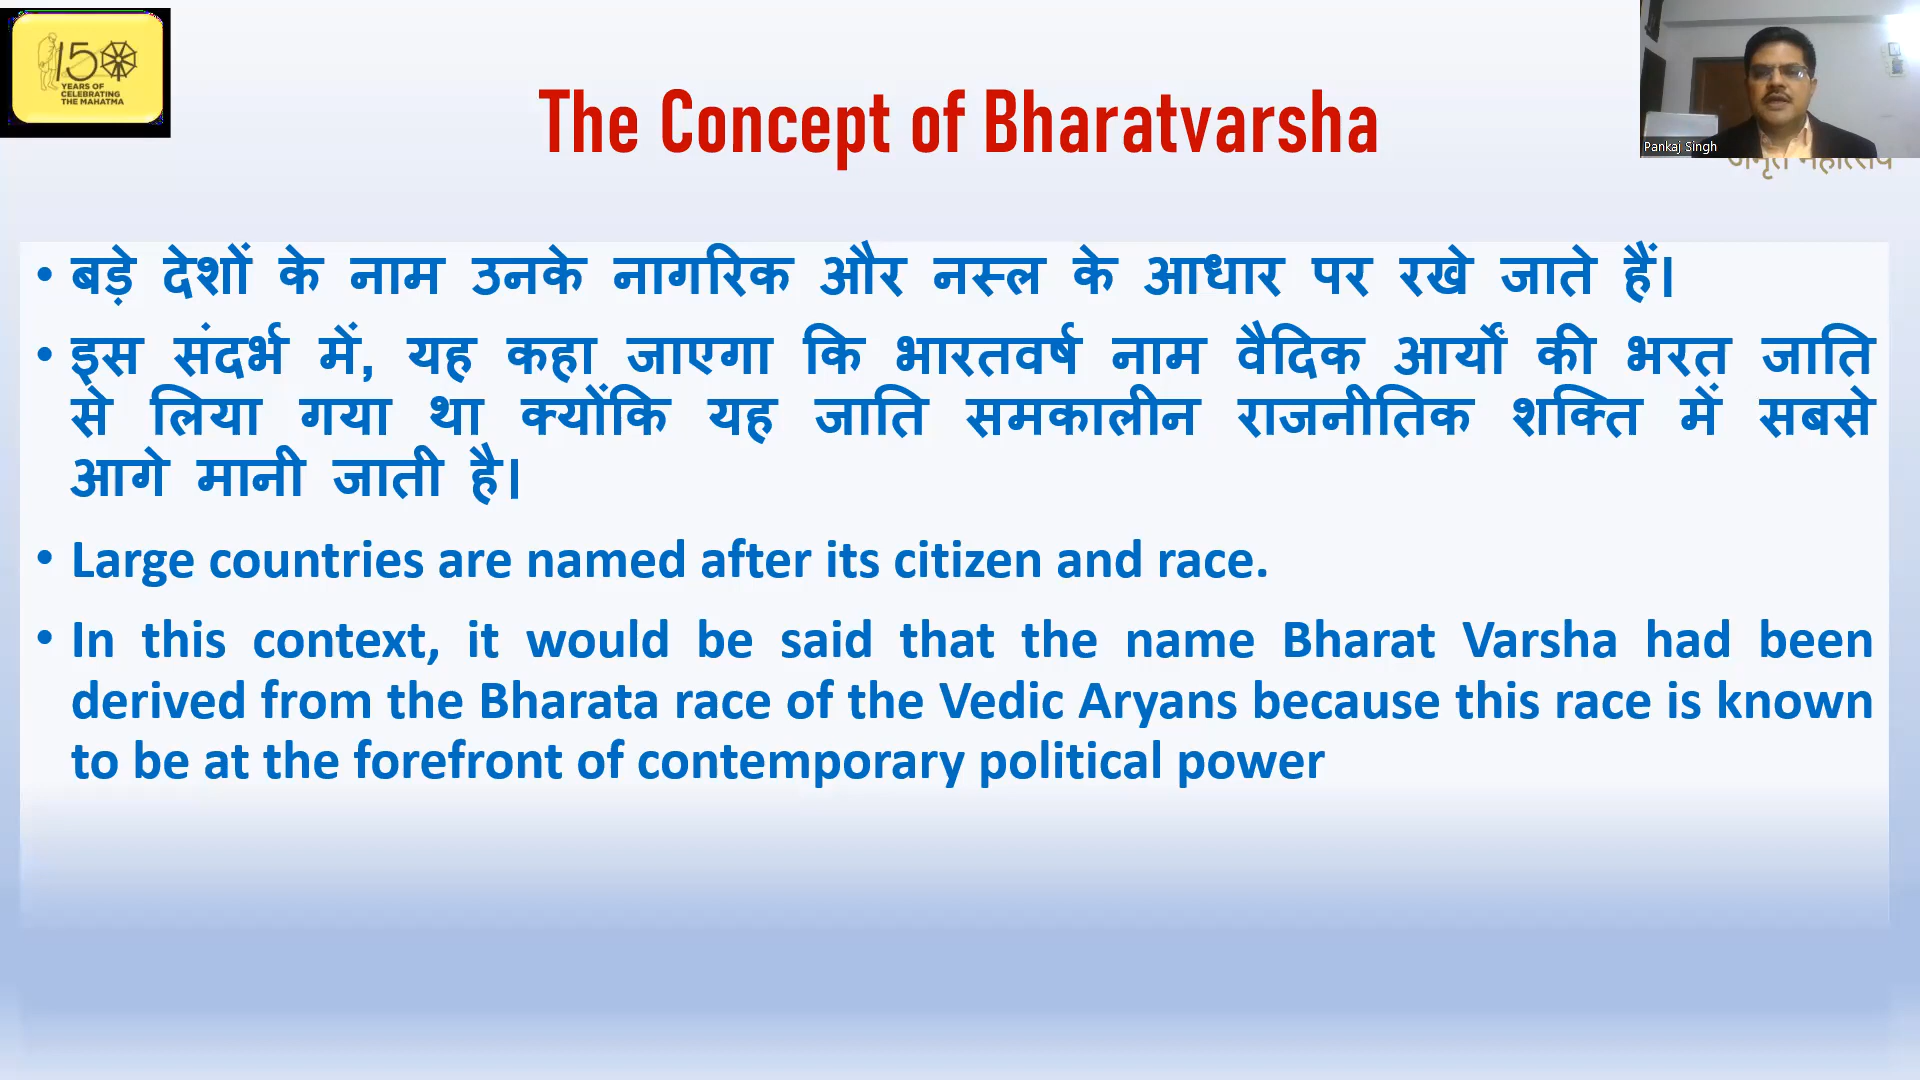 150
YEARS OF
CELEBRATING
THE MAHATMA
The Concept of Bharatvarsha
Pankaj Singh
• बड़े देशों के नाम उनके नागरिक और नस्ल के आधार पर रखे जाते हैं।
• इस संदर्भ में, यह कहा जाएगा कि भारतवर्ष नाम वैदिक आर्यों की भरत जाति
से लिया गया था क्योंकि यह जाति समकालीन राजनीतिक शक्ति में सबसे
आगे मानी जाती है।
• Large countries are named after its citizen and race.
• In this context, it would be said that the name Bharat Varsha had been
derived from the Bharata race of the Vedic Aryans because this race is known
to be at the forefront of contemporary political power